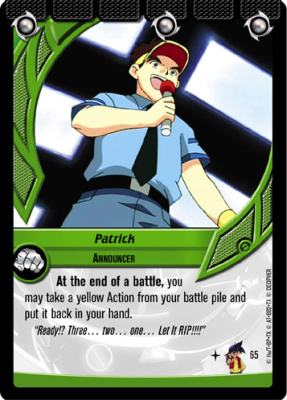 Patrick
ANNOUNCER
At the end of a battle, you
may take a yellow Action from your battle pile and
put it back in your hand.
"Ready!? Three... two... one... Let It RIP!!!!"
65